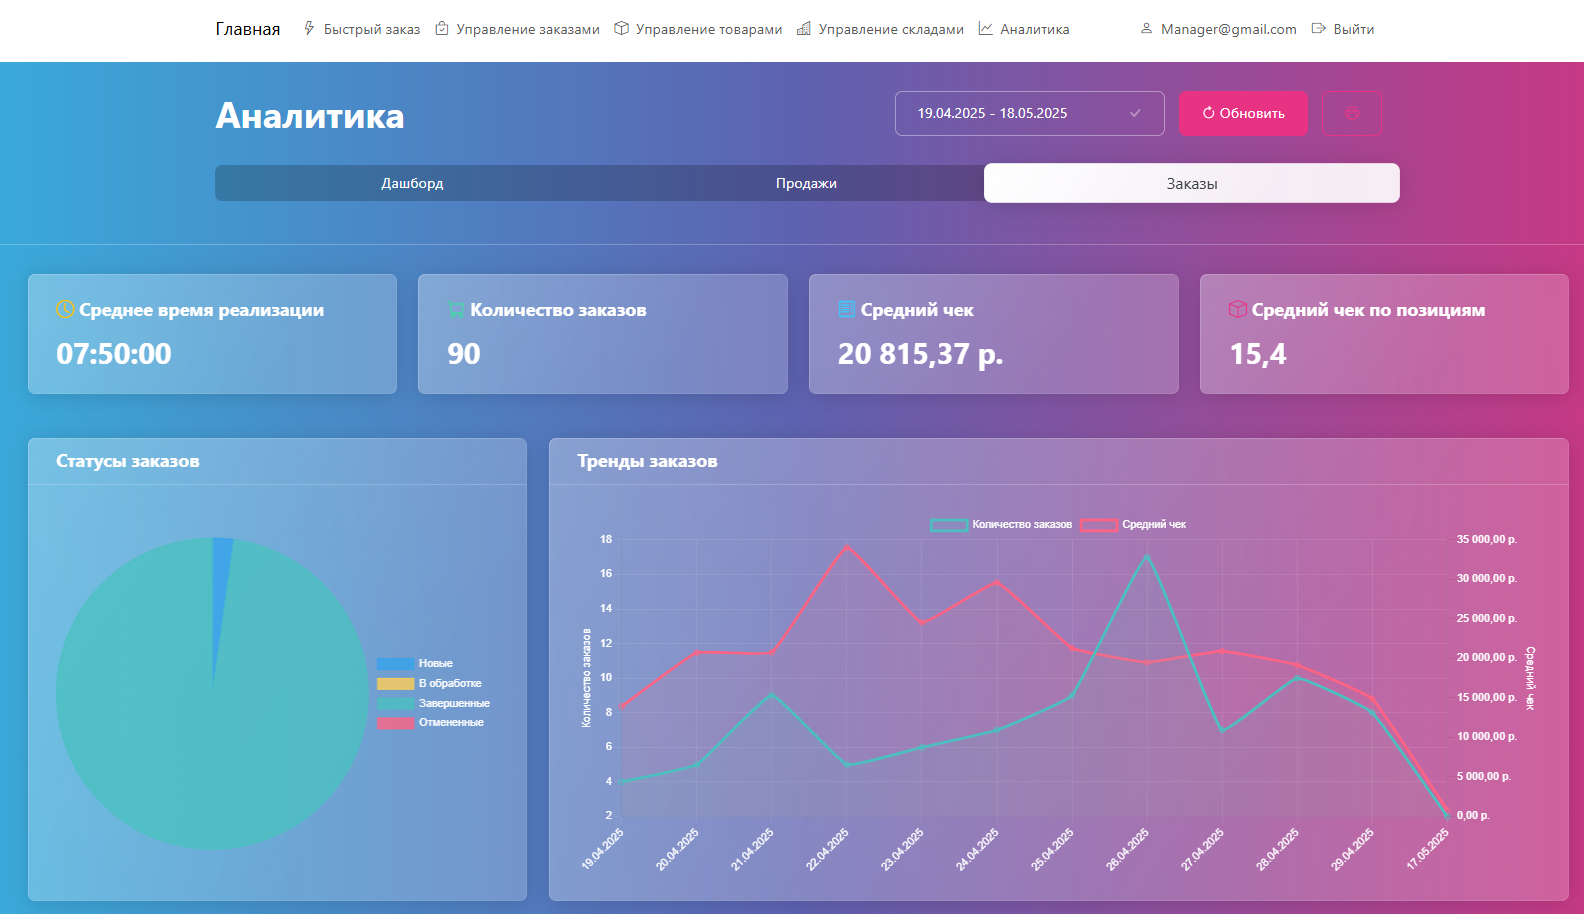 Главная Быстрый заказ Управление заказами Управление товарами Управление складами Аналитика Manager@gmail.com Выйти
Аналитика
19.04.2025 - 18.05.2025
Обновить
Дашборд Продажи Заказы
Среднее время реализации
07:50:00
Количество заказов
90
Средний чек
20 815,37 р.
Средний чек по позициям
15,4
Статусы заказов
Новые
В обработке
Завершенные
Отмененные
Тренды заказов
Количество заказов Средний чек
Количество заказов
18
16
14
12
10
8
6
4
2
35 000,00 р.
30 000,00 р.
25 000,00 р.
20 000,00 р.
15 000,00 р.
10 000,00 р.
5 000,00 р.
0,00 р.
Средний чек
19.04.2025
20.04.2025
21.04.2025
22.04.2025
23.04.2025
24.04.2025
25.04.2025
26.04.2025
27.04.2025
28.04.2025
29.04.2025
17.05.2025